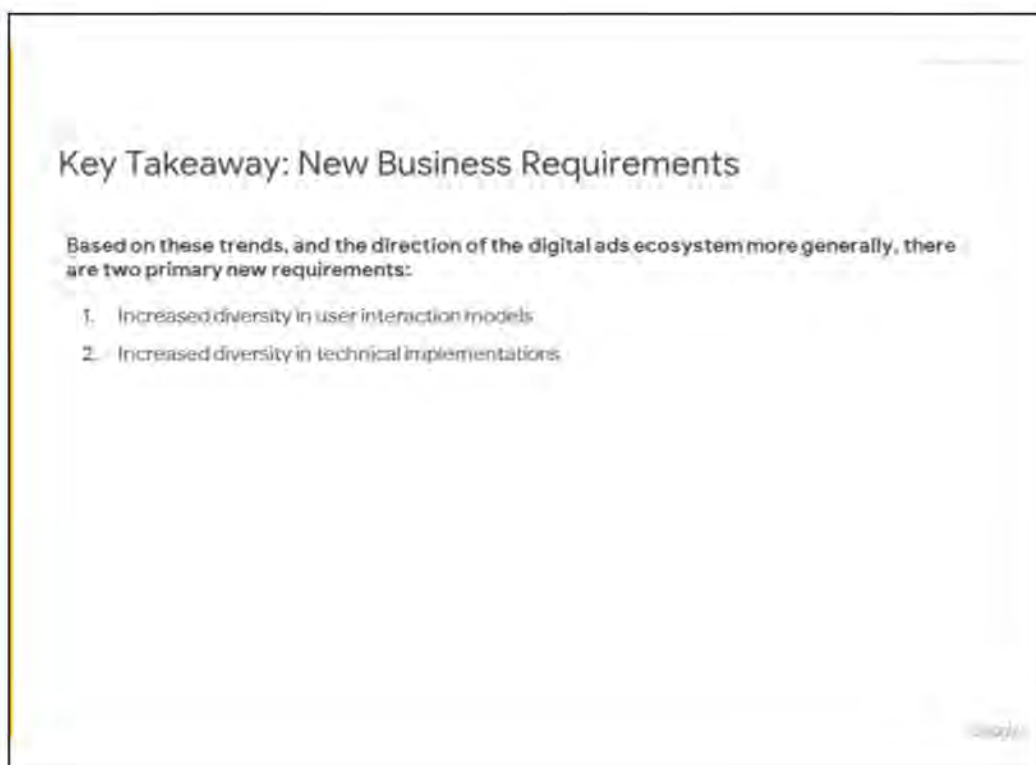 Key Takeaway: New Business Requirements
Based on these trends, and the direction of the digital ads ecosystem more generally, there
are two primary new requirements:
1. Increased diversity in user interaction models
2. Increased diversity in technical implementations